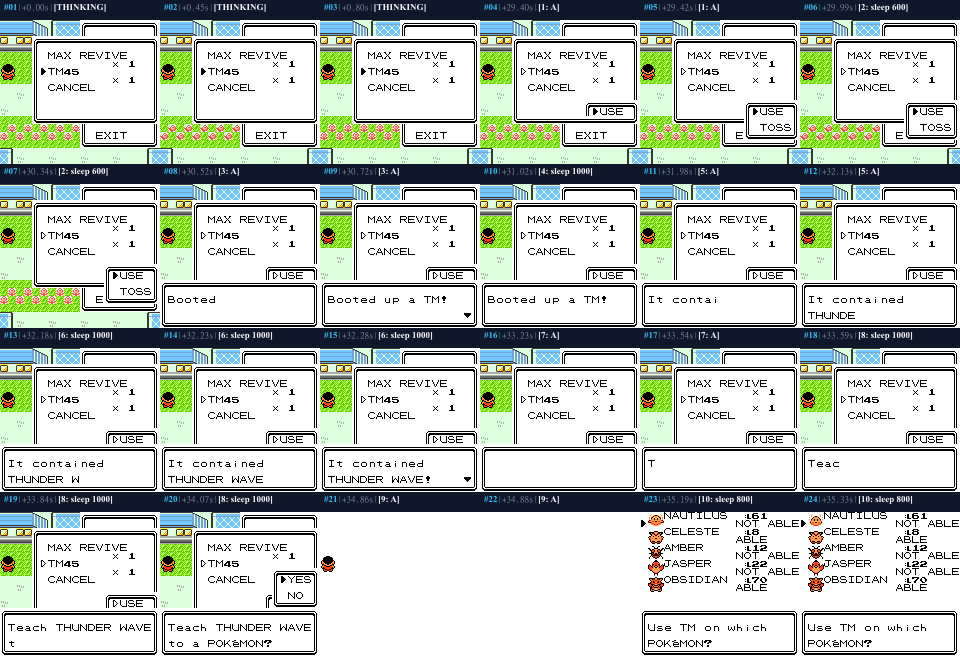 #01|+0.00s|[THINKING]
MAX REVIVE
× 1
▶TM45
× 1
CANCEL
EXIT
#02|+0.45s|[THINKING]
MAX REVIVE
× 1
▶TM45
× 1
CANCEL
EXIT
#03|+0.80s|[THINKING]
MAX REVIVE
× 1
▶TM45
× 1
CANCEL
EXIT
#04|+29.40s|[1: A]
MAX REVIVE
× 1
▷TM45
× 1
CANCEL
▶USE
EXIT
#05|+29.42s|[1: A]
MAX REVIVE
× 1
▷TM45
× 1
CANCEL
▶USE
TOSS
E
#06|+29.99s|[2: sleep 600]
MAX REVIVE
× 1
▷TM45
× 1
CANCEL
▶USE
TOSS
E
#07|+30.34s|[2: sleep 600]
MAX REVIVE
× 1
▷TM45
× 1
CANCEL
▶USE
TOSS
E
#08|+30.52s|[3: A]
MAX REVIVE
× 1
▷TM45
× 1
CANCEL
▷USE
Booted
#09|+30.72s|[3: A]
MAX REVIVE
× 1
▷TM45
× 1
CANCEL
▷USE
Booted up a TM!
#10|+31.02s|[4: sleep 1000]
MAX REVIVE
× 1
▷TM45
× 1
CANCEL
▷USE
Booted up a TM!
#11|+31.98s|[5: A]
MAX REVIVE
× 1
▷TM45
× 1
CANCEL
▷USE
It contai
#12|+32.13s|[5: A]
MAX REVIVE
× 1
▷TM45
× 1
CANCEL
▷USE
It contained
THUNDE
#13|+32.18s|[6: sleep 1000]
MAX REVIVE
× 1
▷TM45
× 1
CANCEL
▷USE
It contained
THUNDER W
#14|+32.23s|[6: sleep 1000]
MAX REVIVE
× 1
▷TM45
× 1
CANCEL
▷USE
It contained
THUNDER WAVE
#15|+32.28s|[6: sleep 1000]
MAX REVIVE
× 1
▷TM45
× 1
CANCEL
▷USE
It contained
THUNDER WAVE!
#16|+33.23s|[7: A]
MAX REVIVE
× 1
▷TM45
× 1
CANCEL
▷USE
#17|+33.54s|[7: A]
MAX REVIVE
× 1
▷TM45
× 1
CANCEL
▷USE
T
#18|+33.59s|[8: sleep 1000]
MAX REVIVE
× 1
▷TM45
× 1
CANCEL
▷USE
Teac
#19|+33.84s|[8: sleep 1000]
MAX REVIVE
× 1
▷TM45
× 1
CANCEL
▷USE
Teach THUNDER WAVE
t
#20|+34.07s|[8: sleep 1000]
MAX REVIVE
× 1
▷TM45
× 1
CANCEL
▶YES
NO
Teach THUNDER WAVE
to a POKéMON?
#21|+34.86s|[9: A]
#22|+34.88s|[9: A]
#23|+35.19s|[10: sleep 800]
NAUTILUS :L61
NOT ABLE
CELESTE :L8
ABLE
AMBER :L12
NOT ABLE
JASPER
NOT ABLE
OBSIDIAN :L70
ABLE
Use TM on which
POKéMON?
#24|+35.33s|[10: sleep 800]
NAUTILUS :L61
NOT ABLE
CELESTE :L8
ABLE
AMBER :L12
NOT ABLE
JASPER
NOT ABLE
OBSIDIAN :L70
ABLE
Use TM on which
POKéMON?